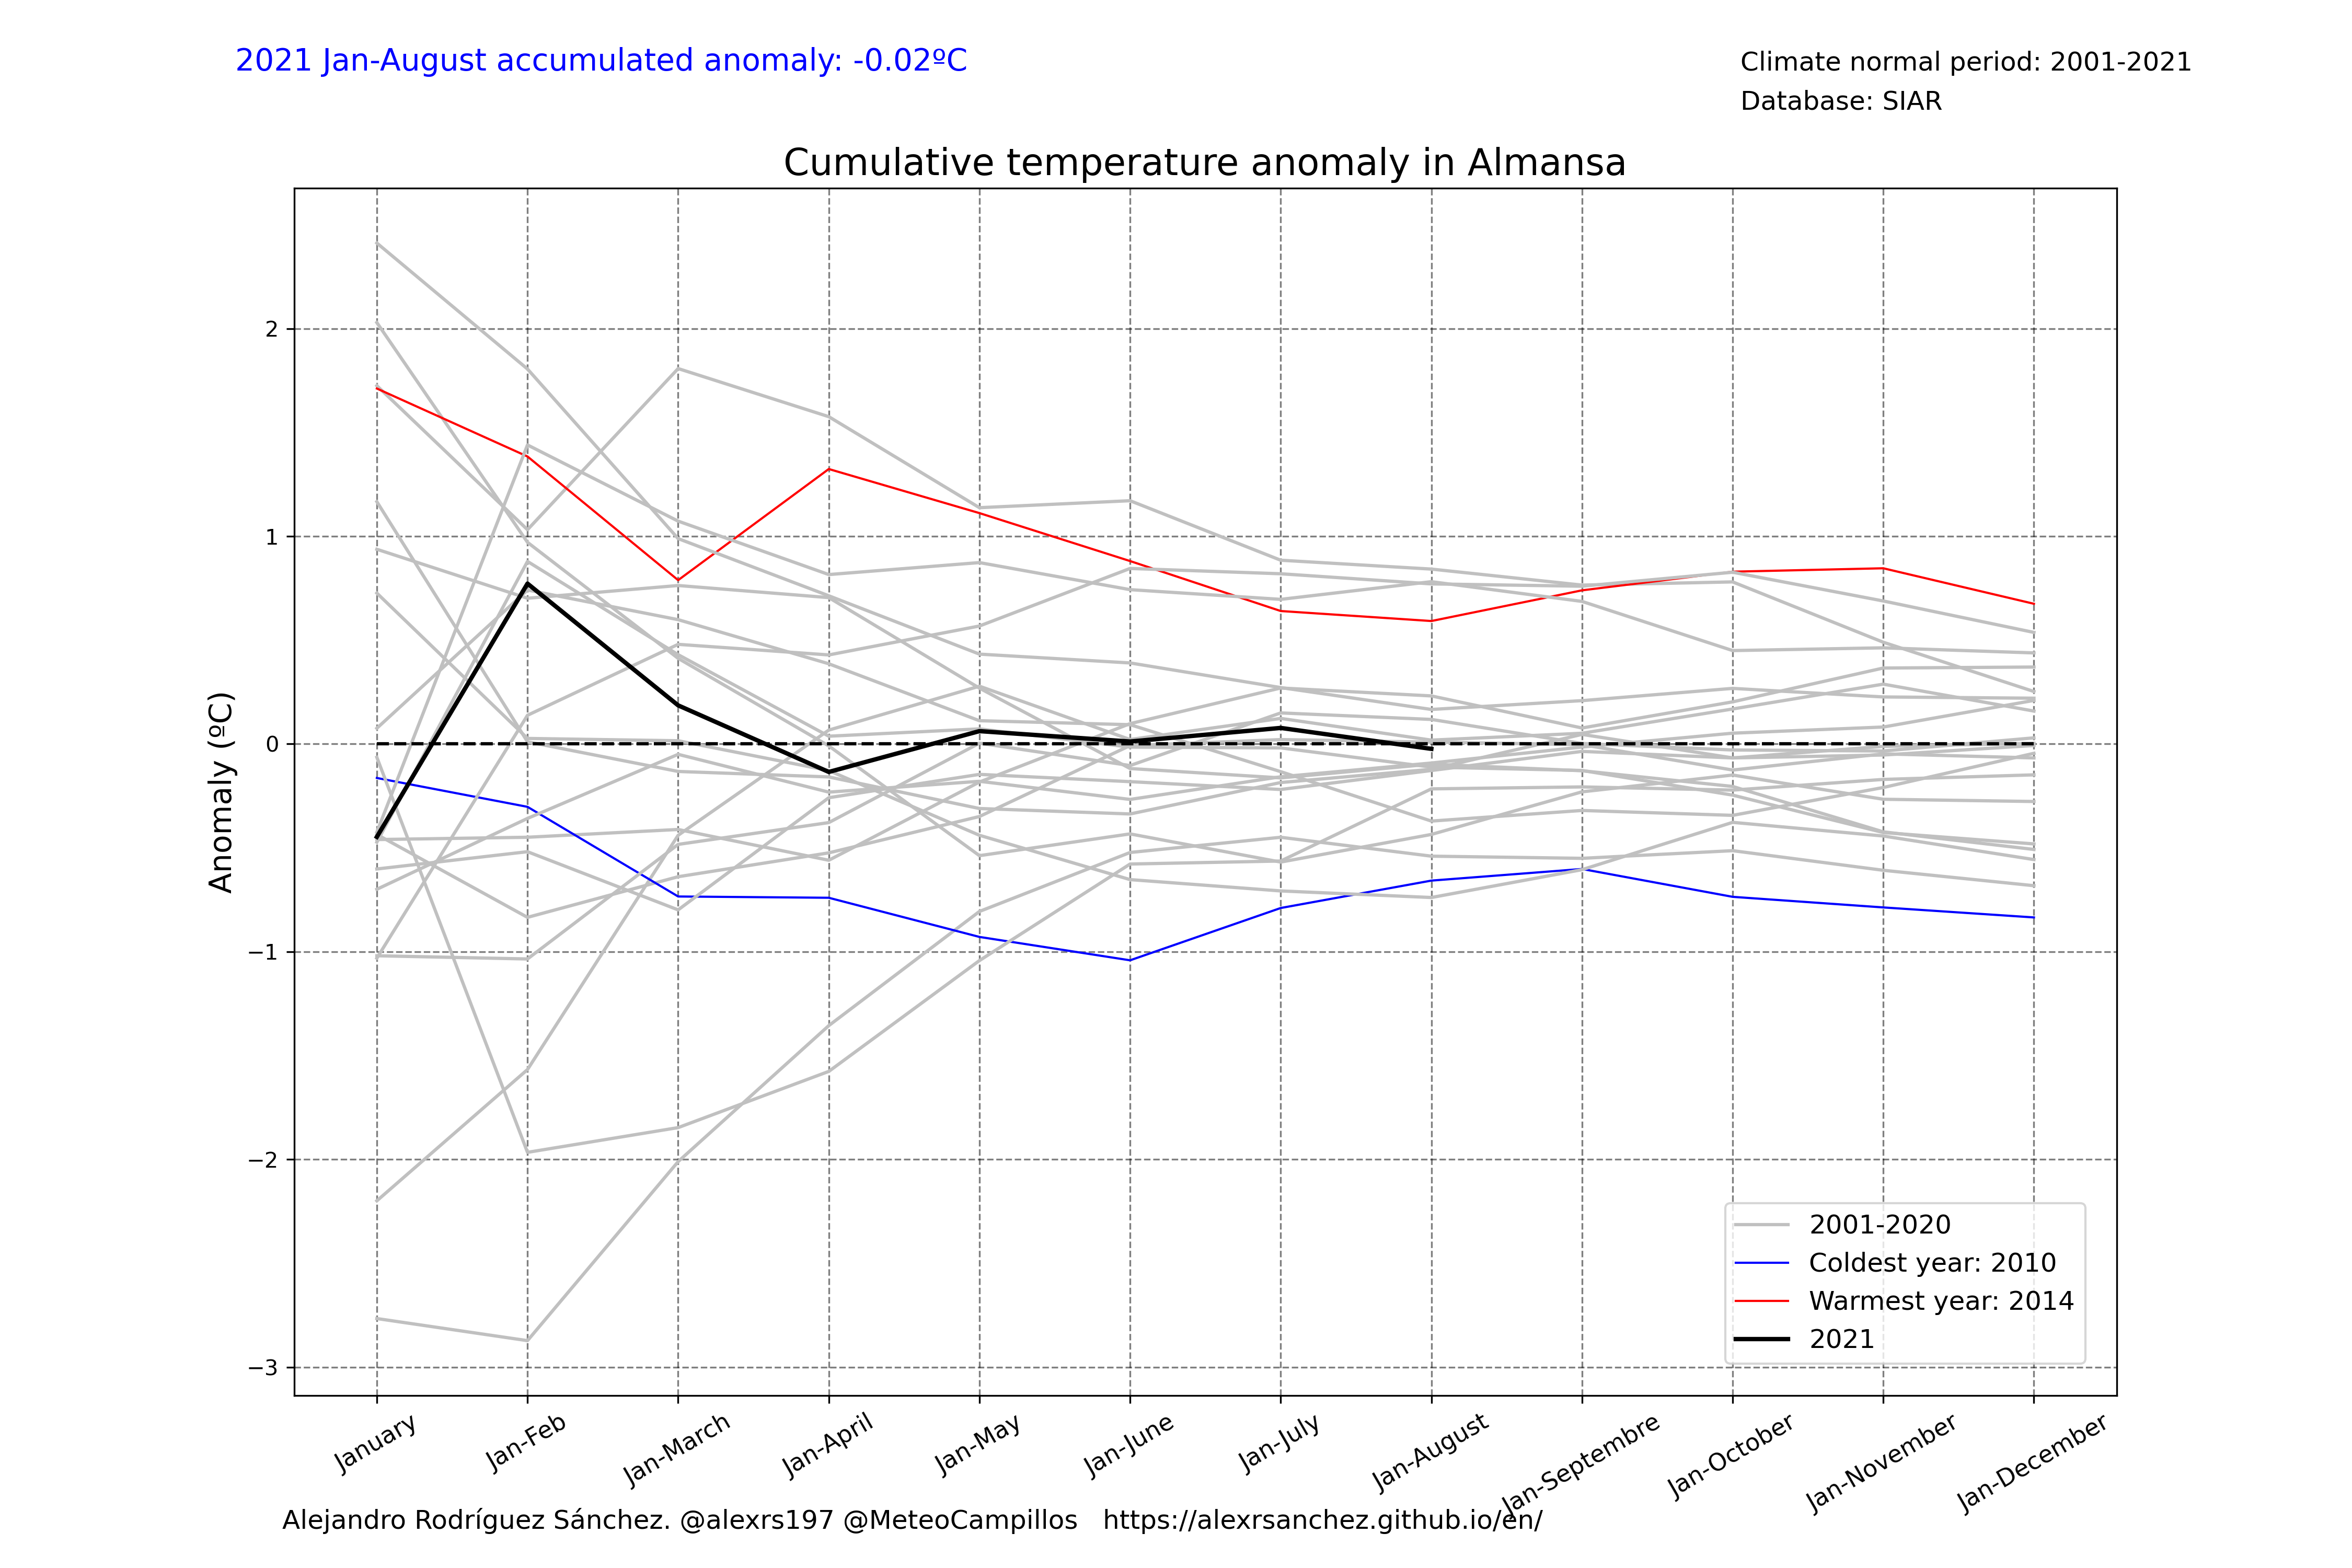 2021 Jan-August accumulated anomaly: -0.02ºC
Climate normal period: 2001-2021
Database: SIAR
Cumulative temperature anomaly in Almansa
Anomaly (ºC)
2
1
0
−1
−2
−3
2001-2020
Coldest year: 2010
Warmest year: 2014
2021
January
Jan-Feb
Jan-March
Jan-April
Jan-May
Jan-June
Jan-July
Jan-August
Jan-Septembre
Jan-October
Jan-November
Jan-December
Alejandro Rodríguez Sánchez. @alexrs197 @MeteoCampillos https://alexrsanchez.github.io/en/